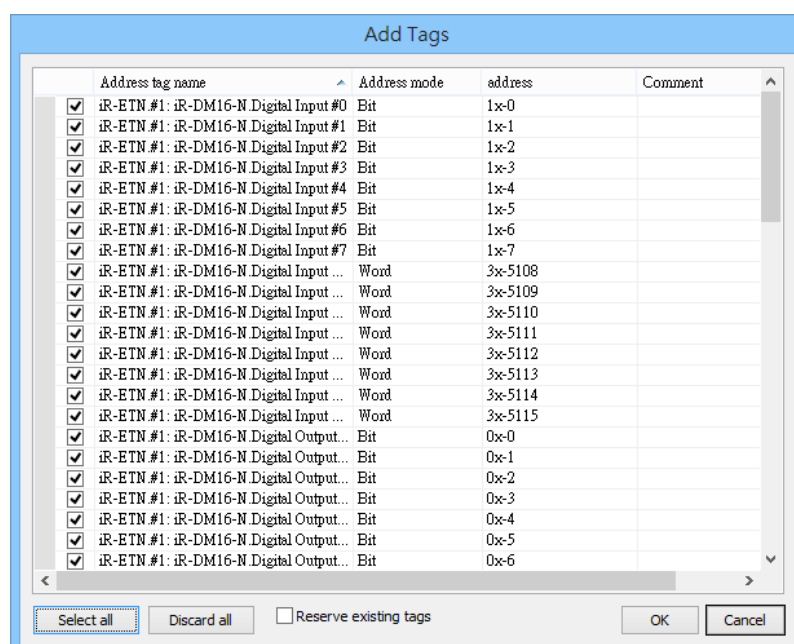 Add Tags
Address tag name Address mode address Comment
iR-ETN.#1: iR-DM16-N.Digital Input #0 Bit 1x-0
iR-ETN.#1: iR-DM16-N.Digital Input #1 Bit 1x-1
iR-ETN.#1: iR-DM16-N.Digital Input #2 Bit 1x-2
iR-ETN.#1: iR-DM16-N.Digital Input #3 Bit 1x-3
iR-ETN.#1: iR-DM16-N.Digital Input #4 Bit 1x-4
iR-ETN.#1: iR-DM16-N.Digital Input #5 Bit 1x-5
iR-ETN.#1: iR-DM16-N.Digital Input #6 Bit 1x-6
iR-ETN.#1: iR-DM16-N.Digital Input #7 Bit 1x-7
iR-ETN.#1: iR-DM16-N.Digital Input ... Word 3x-5108
iR-ETN.#1: iR-DM16-N.Digital Input ... Word 3x-5109
iR-ETN.#1: iR-DM16-N.Digital Input ... Word 3x-5110
iR-ETN.#1: iR-DM16-N.Digital Input ... Word 3x-5111
iR-ETN.#1: iR-DM16-N.Digital Input ... Word 3x-5112
iR-ETN.#1: iR-DM16-N.Digital Input ... Word 3x-5113
iR-ETN.#1: iR-DM16-N.Digital Input ... Word 3x-5114
iR-ETN.#1: iR-DM16-N.Digital Input ... Word 3x-5115
iR-ETN.#1: iR-DM16-N.Digital Output... Bit 0x-0
iR-ETN.#1: iR-DM16-N.Digital Output... Bit 0x-1
iR-ETN.#1: iR-DM16-N.Digital Output... Bit 0x-2
iR-ETN.#1: iR-DM16-N.Digital Output... Bit 0x-3
iR-ETN.#1: iR-DM16-N.Digital Output... Bit 0x-4
iR-ETN.#1: iR-DM16-N.Digital Output... Bit 0x-5
iR-ETN.#1: iR-DM16-N.Digital Output... Bit 0x-6
Select all Discard all Reserve existing tags OK Cancel